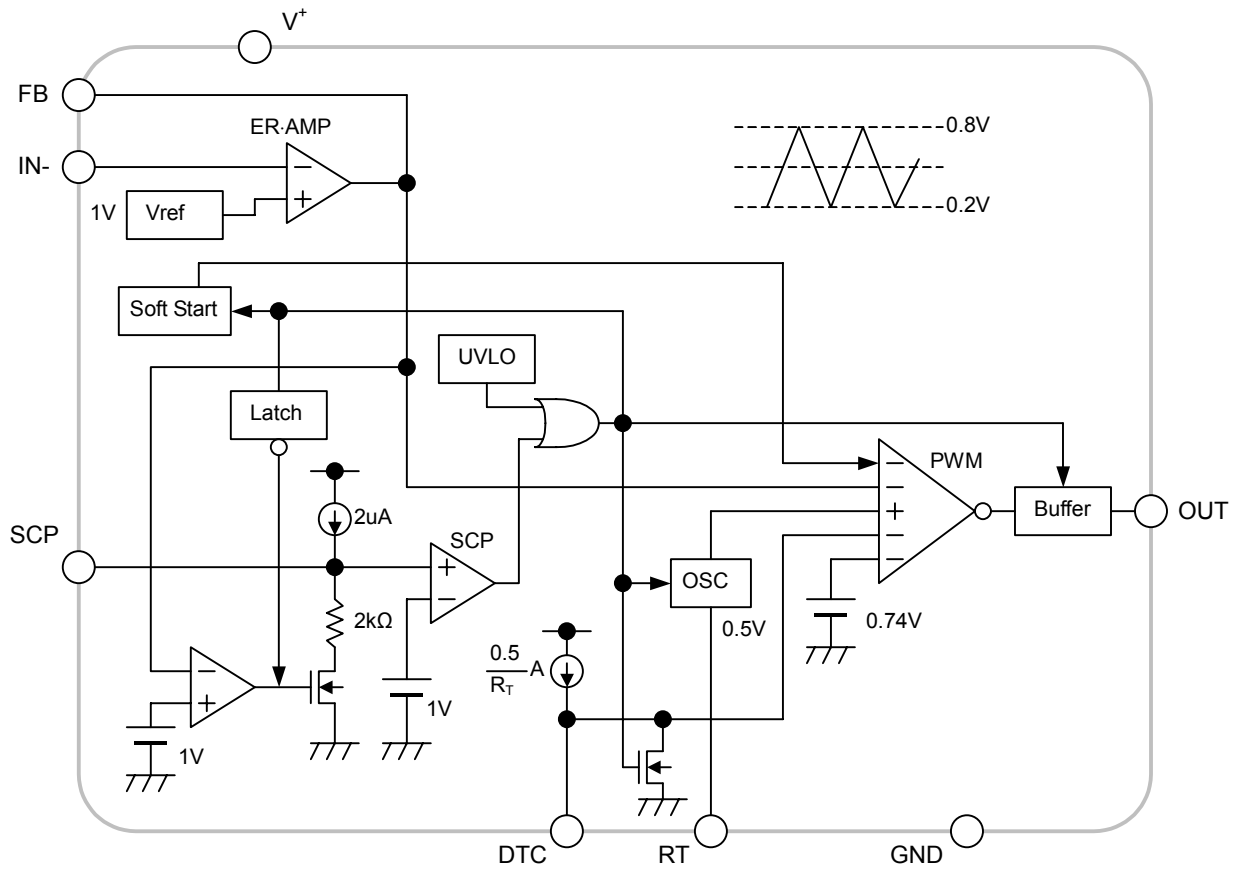 V+
FB
ER·AMP
0.8V
IN-
1V
Vref
0.2V
Soft Start
UVLO
Latch
PWM
2uA
SCP
SCP
Buffer
OUT
OSC
2kΩ
0.5V
0.74V
0.5
RT
A
1V
1V
DTC
RT
GND